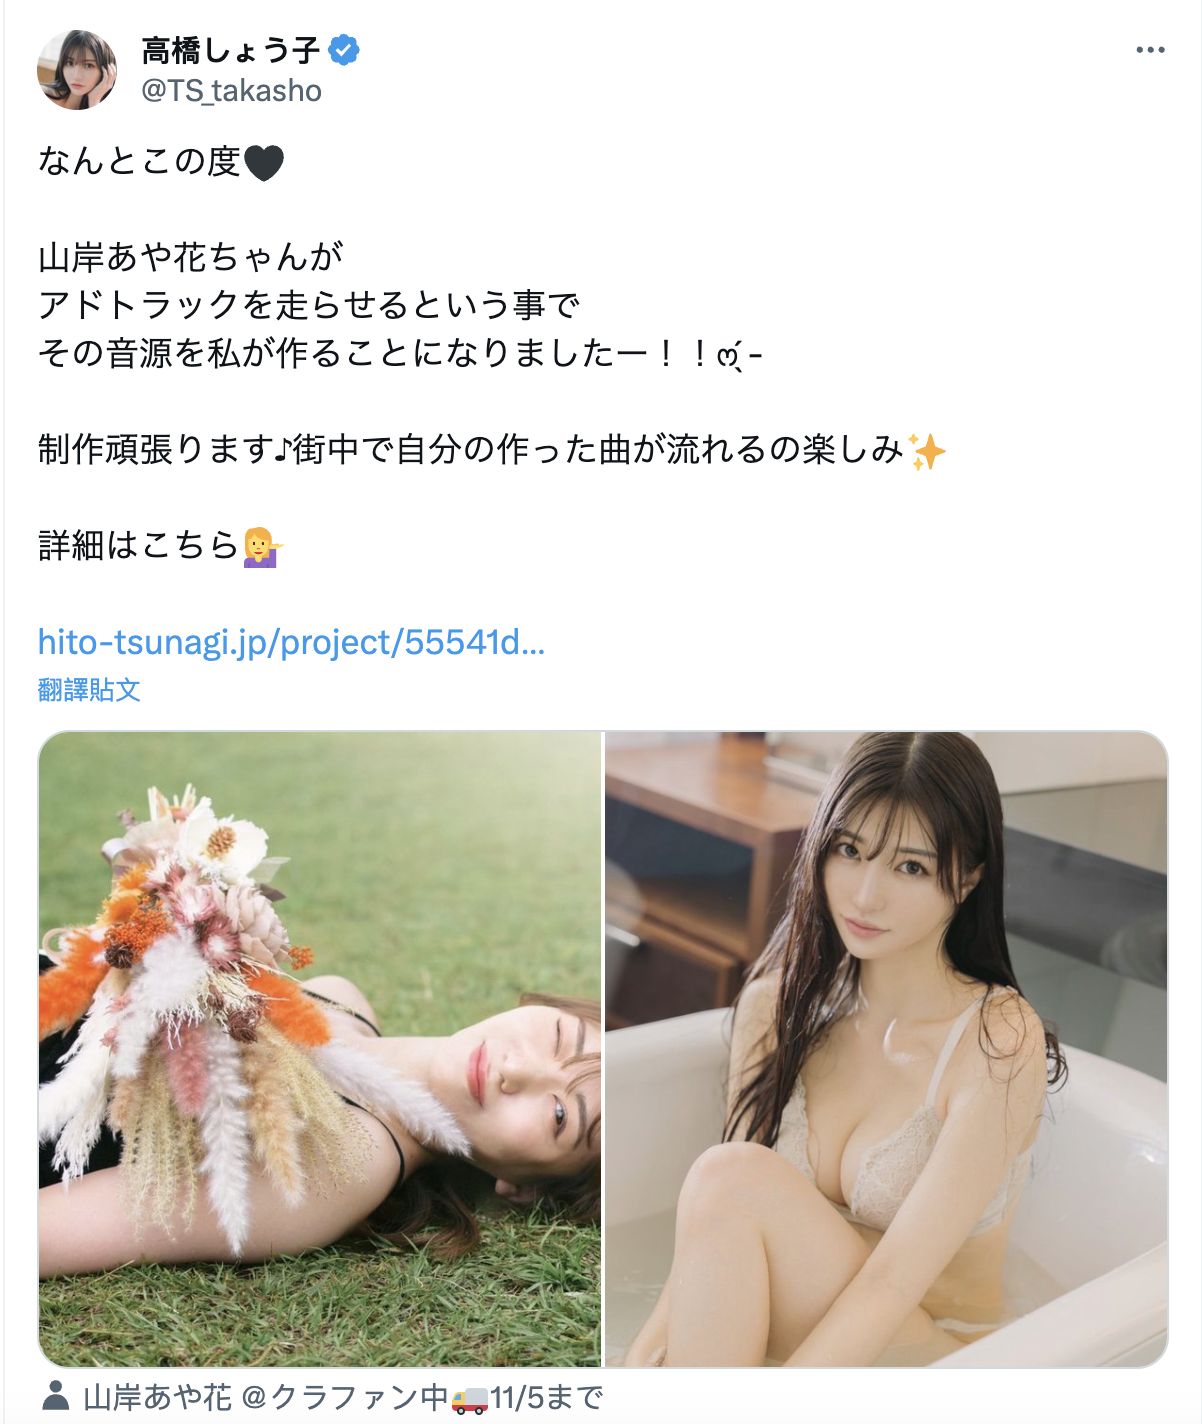 高橋しょう子
@TS_takasho
なんとこの度🖤
山岸あや花ちゃんが
アドトラックを走らせるという事で
その音源を私が作ることになりましたー！！ო̤̖́-
制作頑張ります♪街中で自分の作った曲が流れるの楽しみ✨
詳細はこちら💁‍♀️
hito-tsunagi.jp/project/55541d…
翻譯貼文
山岸あや花 @クラファン中🚚11/5まで